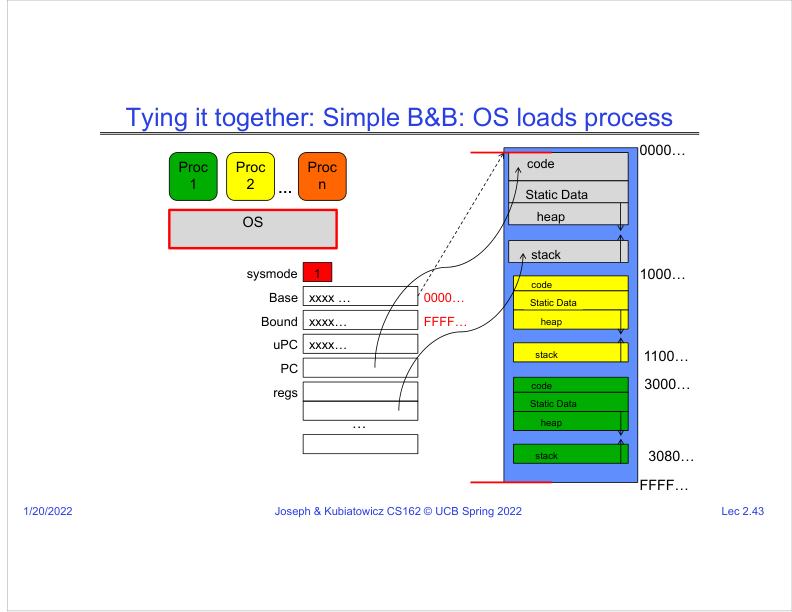 Tying it together: Simple B&B: OS loads process
Proc
1
Proc
2
...
Proc
n
OS
sysmode 1
Base xxxx … 0000…
Bound xxxx… FFFF…
uPC xxxx…
PC
regs
…
0000…
code
Static Data
heap
stack
1000…
code
Static Data
heap
stack
1100…
3000…
code
Static Data
heap
stack
3080…
FFFF…
1/20/2022
Joseph & Kubiatowicz CS162 © UCB Spring 2022
Lec 2.43